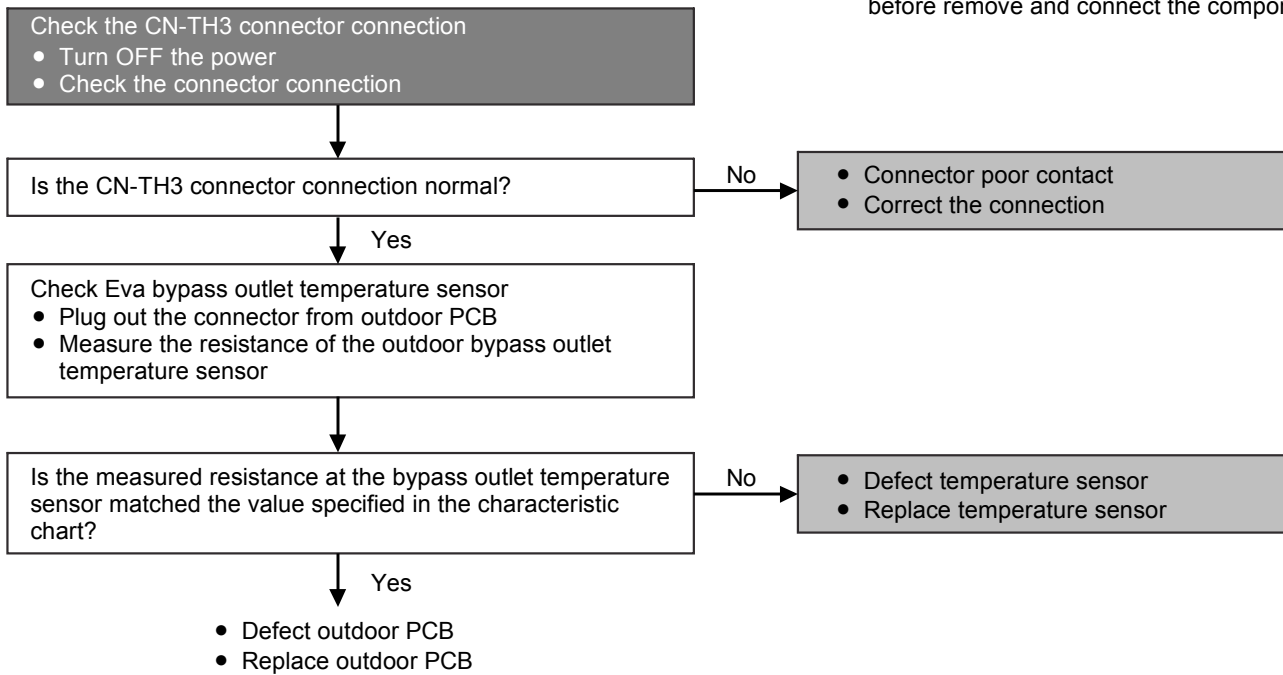 before remove and connect the
Check the CN-TH3 connector connection
● Turn OFF the power
● Check the connector connection
Is the CN-TH3 connector connection normal?
No
● Connector poor contact
● Correct the connection
Yes
Check Eva bypass outlet temperature sensor
● Plug out the connector from outdoor PCB
● Measure the resistance of the outdoor bypass outlet
temperature sensor
Is the measured resistance at the bypass outlet temperature
sensor matched the value specified in the characteristic
chart?
No
● Defect temperature sensor
● Replace temperature sensor
Yes
● Defect outdoor PCB
● Replace outdoor PCB